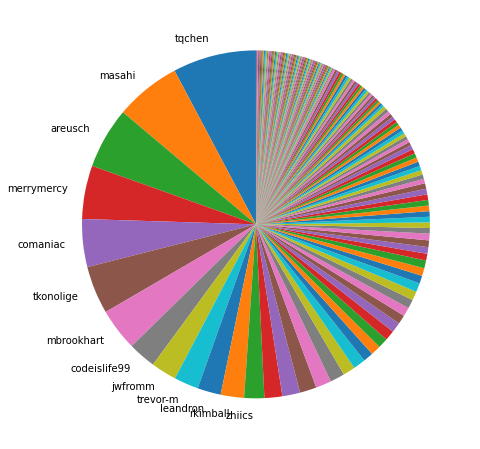 tqchen
masahi
areusch
merrymercy
comaniac
tkonolige
mbrookhart
codeislife99
jwfromm
trevor-m
leandron
rkimball
zhiics